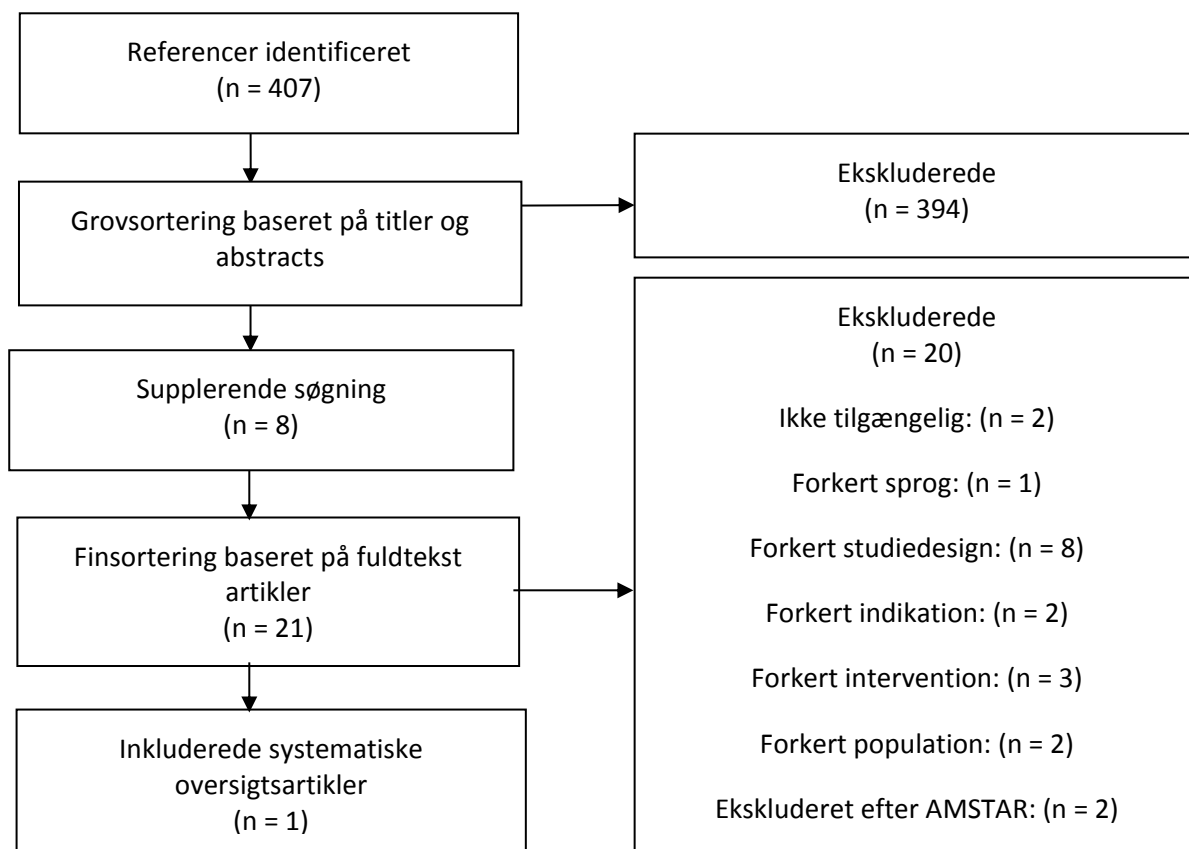 Referencer identificeret
(n = 407)
Grovsortering baseret på titler og
abstracts
Ekskluderede
(n = 394)
Supplerende søgning
(n = 8)
Finsortering baseret på fuldtekst
artikler
(n = 21)
Ekskluderede
(n = 20)
Ikke tilgængelig: (n = 2)
Forkert sprog: (n = 1)
Forkert studiedesign: (n = 8)
Forkert indikation: (n = 2)
Forkert intervention: (n = 3)
Forkert population: (n = 2)
Ekskluderet efter AMSTAR: (n = 2)
Inkluderede systematiske
oversigtsartikler
(n = 1)